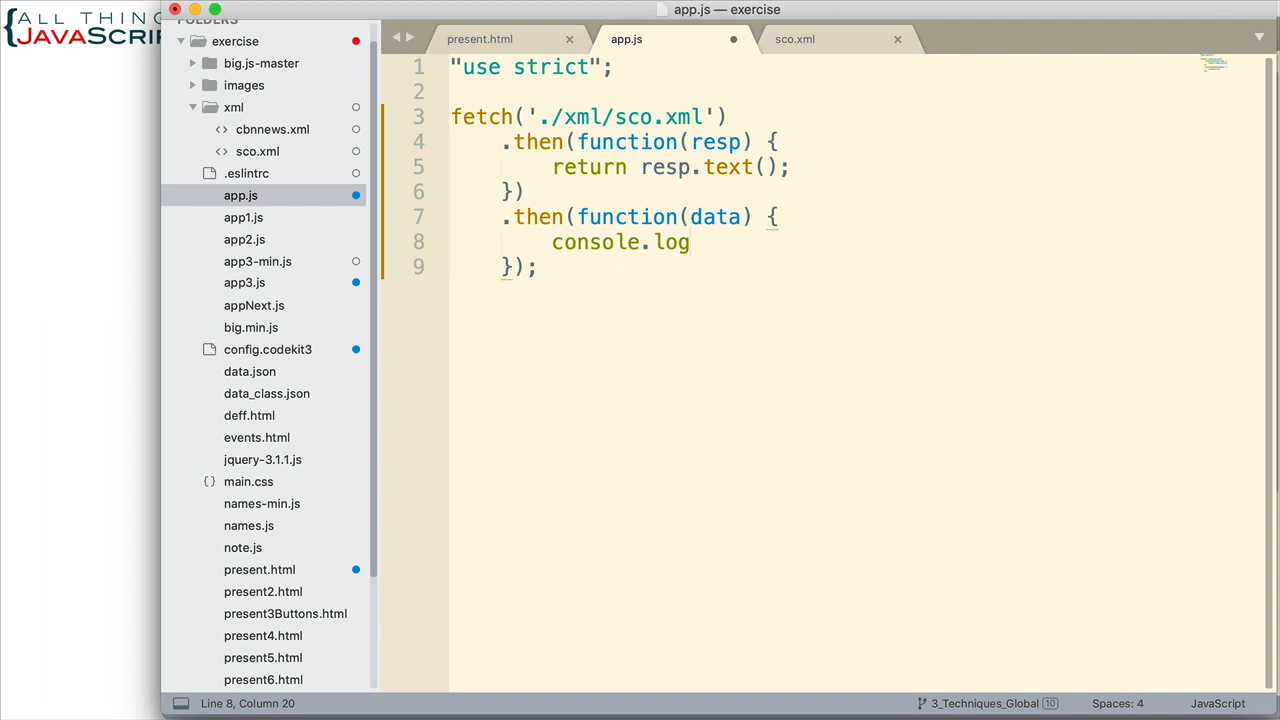 {ALL THIN
JAVASCRI
app.js — exercise
FOLDERS
exercise
big.js-master
images
xml
cbnnews.xml
sco.xml
.eslintrc
app.js
app1.js
app2.js
app3-min.js
app3.js
appNext.js
big.min.js
config.codekit3
data.json
data_class.json
deff.html
events.html
jquery-3.1.1.js
main.css
names-min.js
names.js
note.js
present.html
present2.html
present3Buttons.html
present4.html
present5.html
present6.html
present.html
app.js
sco.xml
1 "use strict";
2
3 fetch('./xml/sco.xml')
4     .then(function(resp) {
5         return resp.text();
6     })
7     .then(function(data) {
8         console.log
9     });
Line 8, Column 20
3_Techniques_Global 10
Spaces: 4
JavaScript